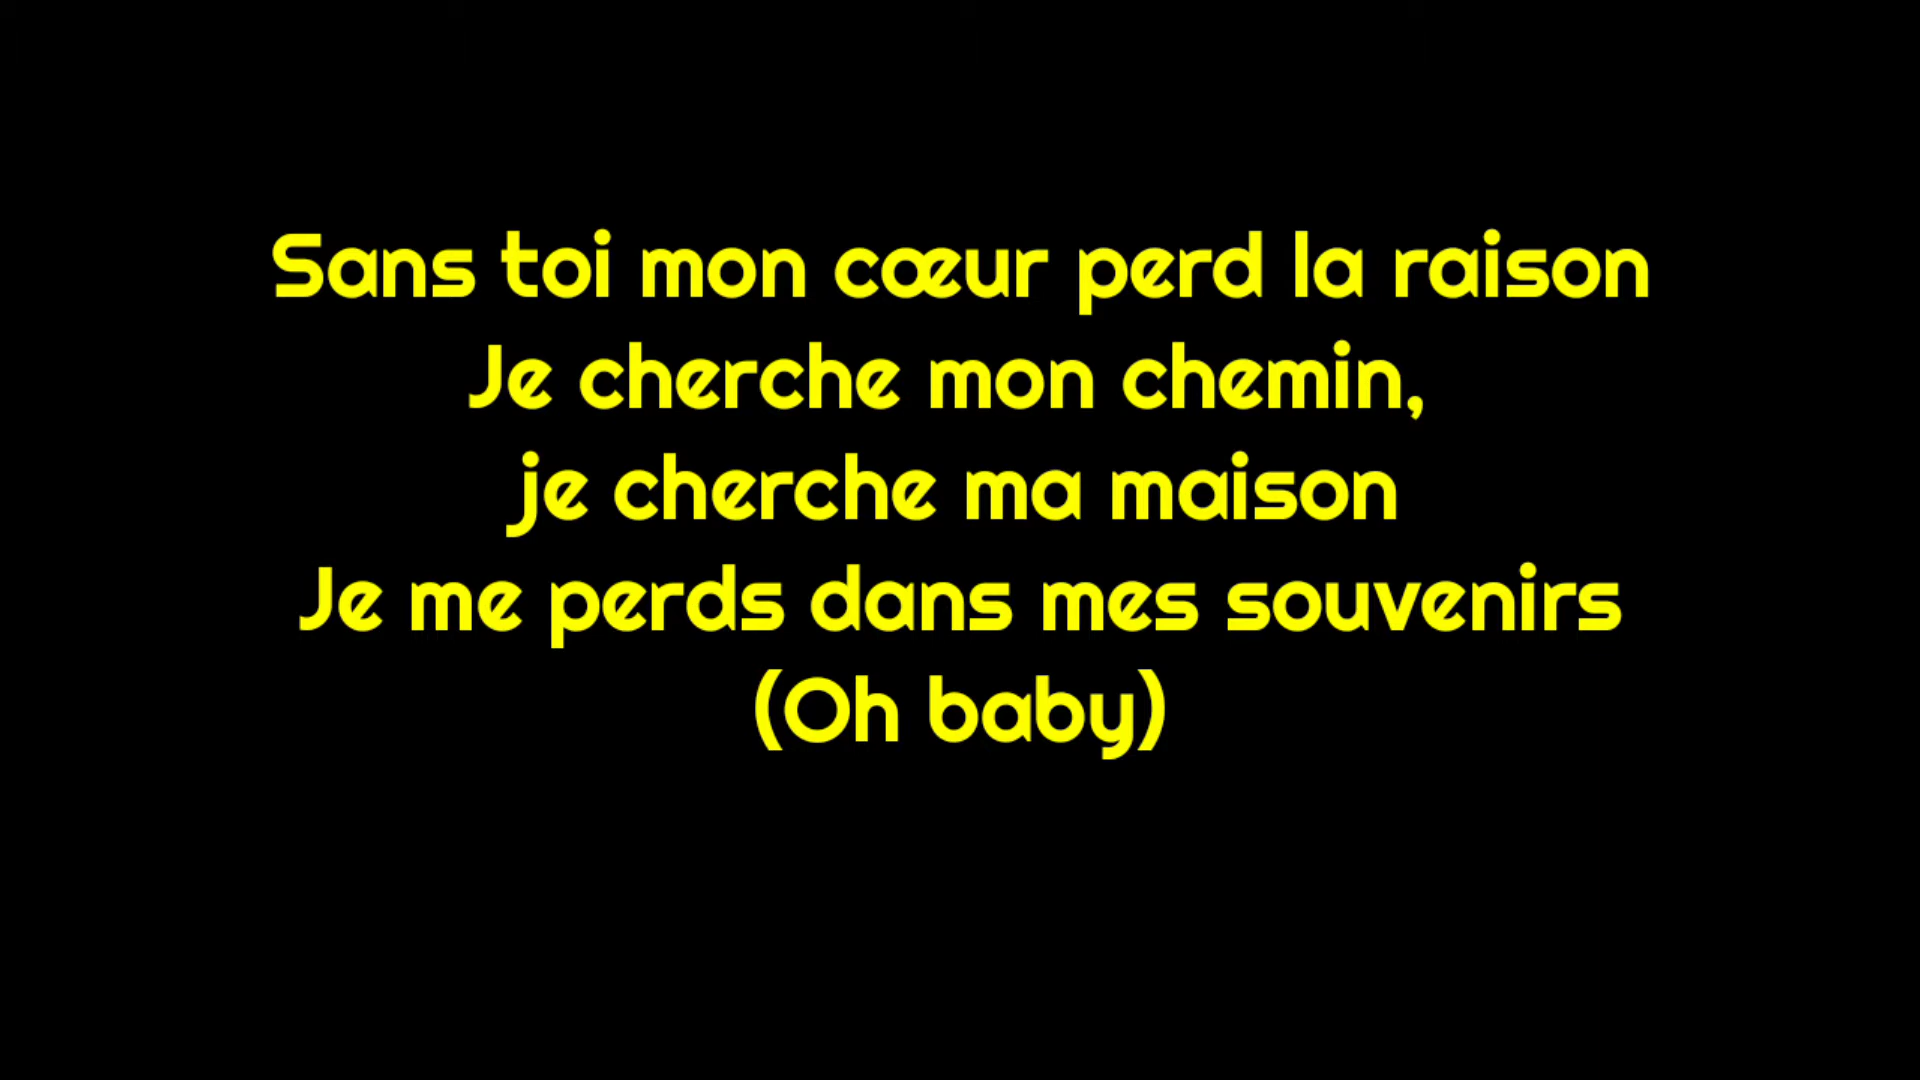 Sans toi mon cœur perd la raison
Je cherche mon chemin,
je cherche ma maison
Je me perds dans mes souvenirs
(Oh baby)